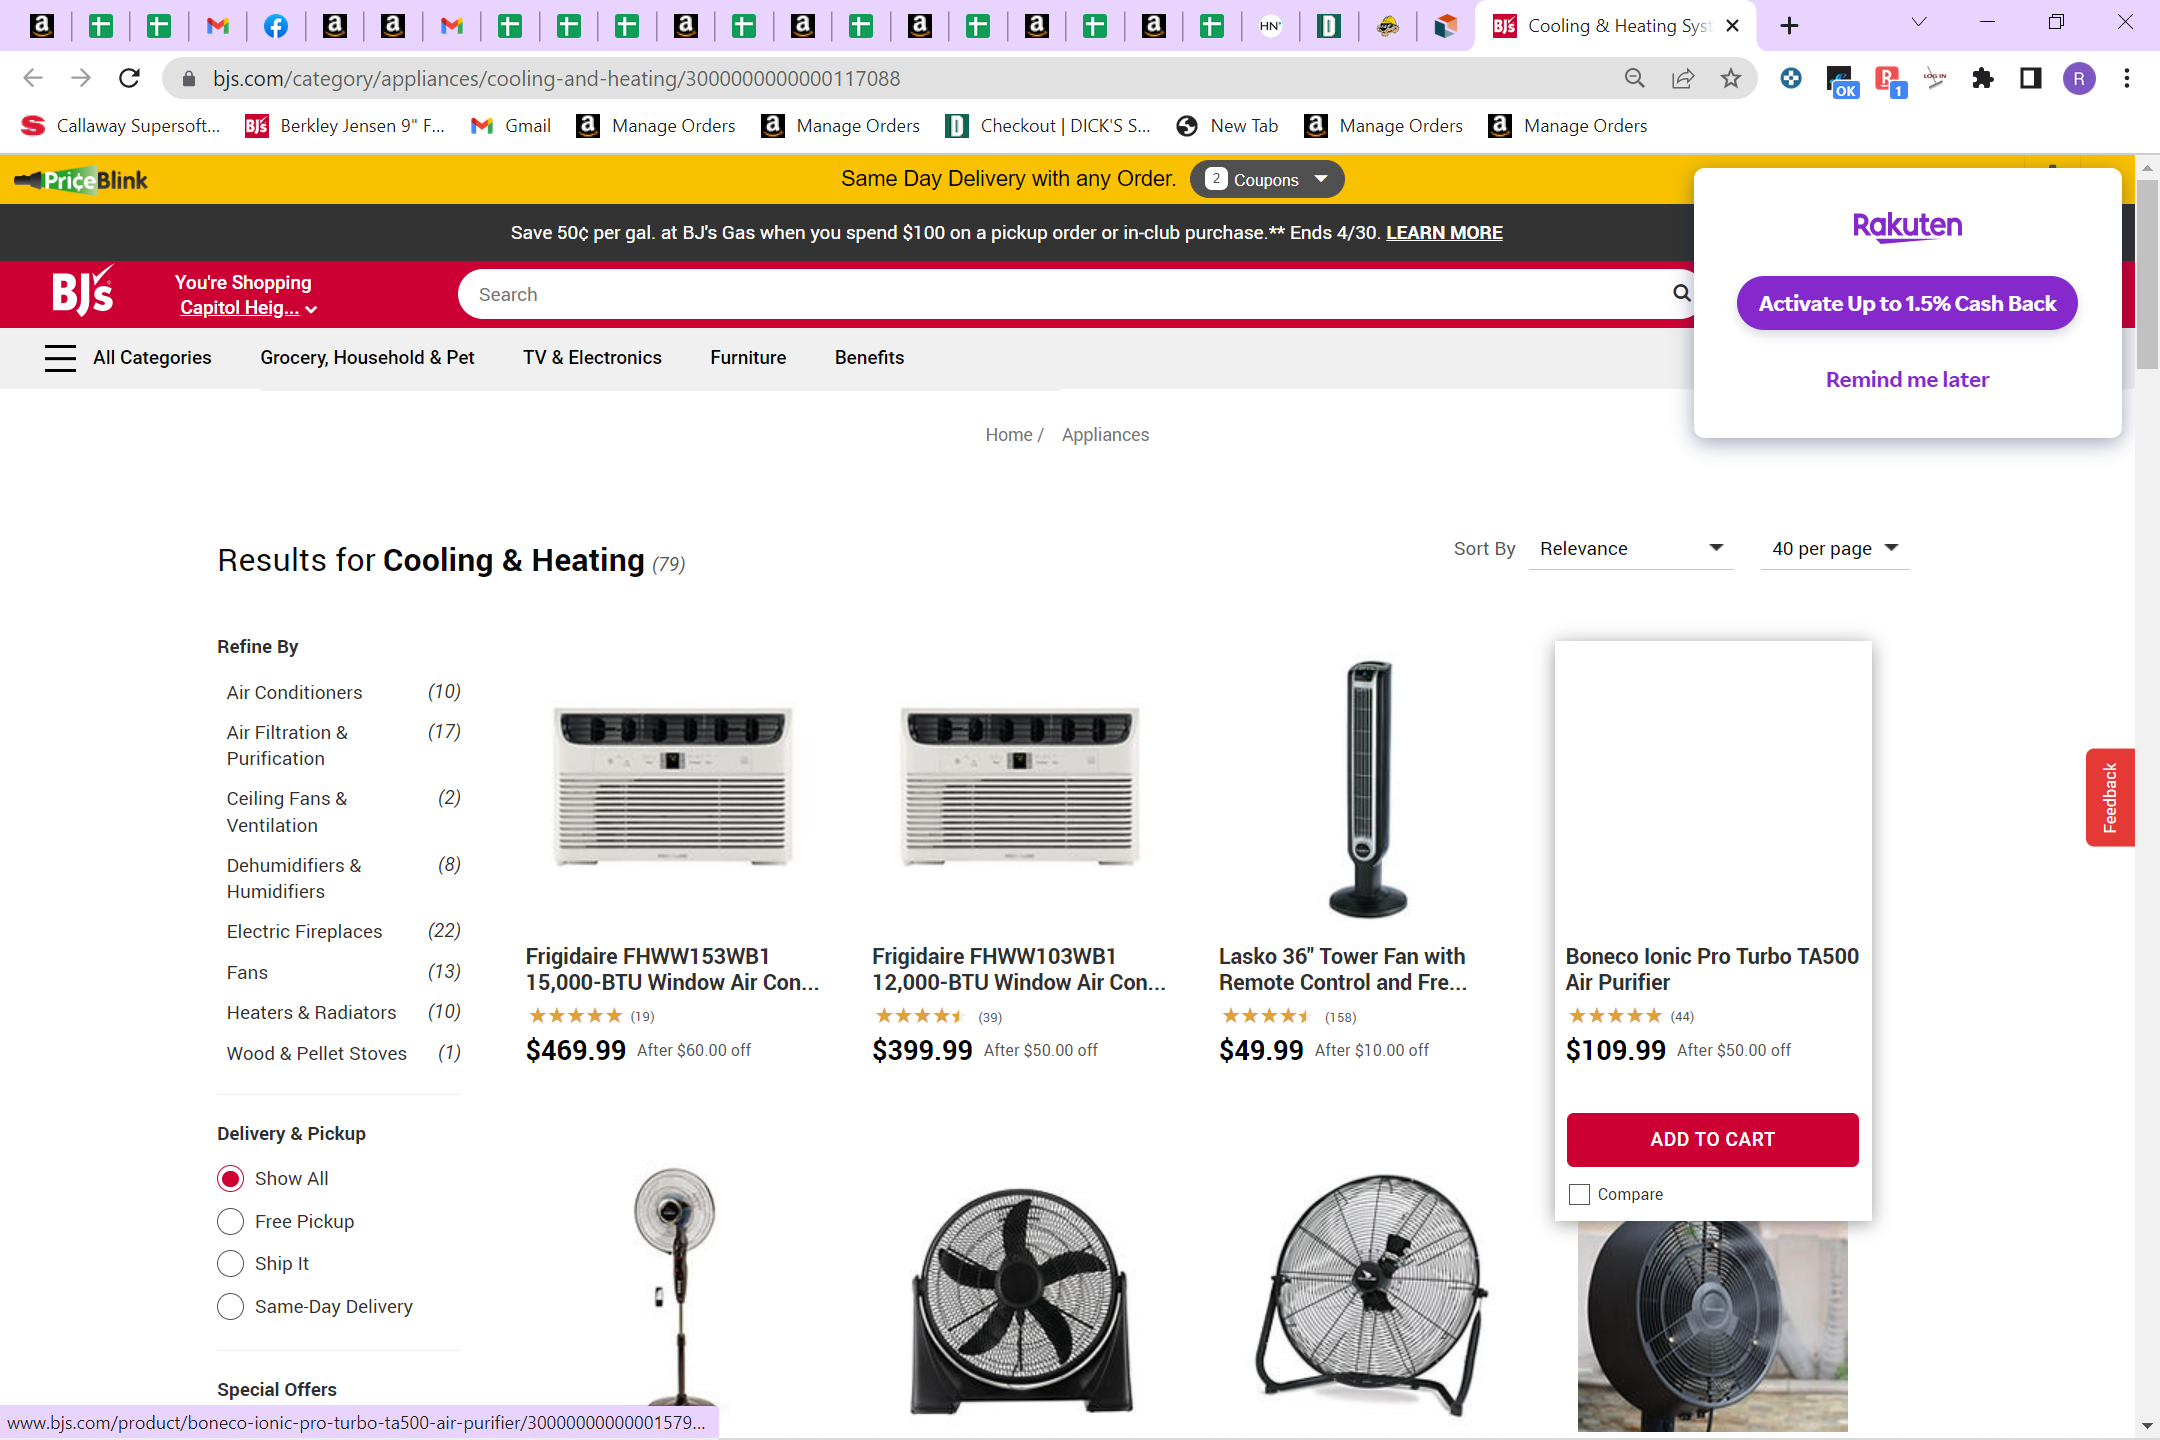 Cooling & Heating Syst
bjs.com/category/appliances/cooling-and-heating/3000000000000117088
OK
1
LOG IN
R
Callaway Supersoft...
BJ's
Berkley Jensen 9" F...
Gmail
Manage Orders
Manage Orders
Checkout | DICK'S S...
New Tab
Manage Orders
Manage Orders
PriceBlink
Same Day Delivery with any Order.
2 Coupons
Save 50¢ per gal. at BJ's Gas when you spend $100 on a pickup order or in-club purchase.** Ends 4/30. LEARN MORE
Rakuten
Activate Up to 1.5% Cash Back
Remind me later
BJ's
You're Shopping
Capitol Heig...
Search
All Categories
Grocery, Household & Pet
TV & Electronics
Furniture
Benefits
Home /
Appliances
Results for Cooling & Heating (79)
Sort By
Relevance
40 per page
Refine By
Air Conditioners (10)
Air Filtration & (17)
Purification
Ceiling Fans & (2)
Ventilation
Dehumidifiers & (8)
Humidifiers
Electric Fireplaces (22)
Fans (13)
Heaters & Radiators (10)
Wood & Pellet Stoves (1)
Delivery & Pickup
Show All
Free Pickup
Ship It
Same-Day Delivery
Special Offers
Frigidaire FHWW153WB1
15,000-BTU Window Air Con...
(19)
$469.99 After $60.00 off
Frigidaire FHWW103WB1
12,000-BTU Window Air Con...
(39)
$399.99 After $50.00 off
Lasko 36" Tower Fan with
Remote Control and Fre...
(158)
$49.99 After $10.00 off
Boneco Ionic Pro Turbo TA500
Air Purifier
(44)
$109.99 After $50.00 off
ADD TO CART
Compare
Feedback
www.bjs.com/product/boneco-ionic-pro-turbo-ta500-air-purifier/30000000000001579...